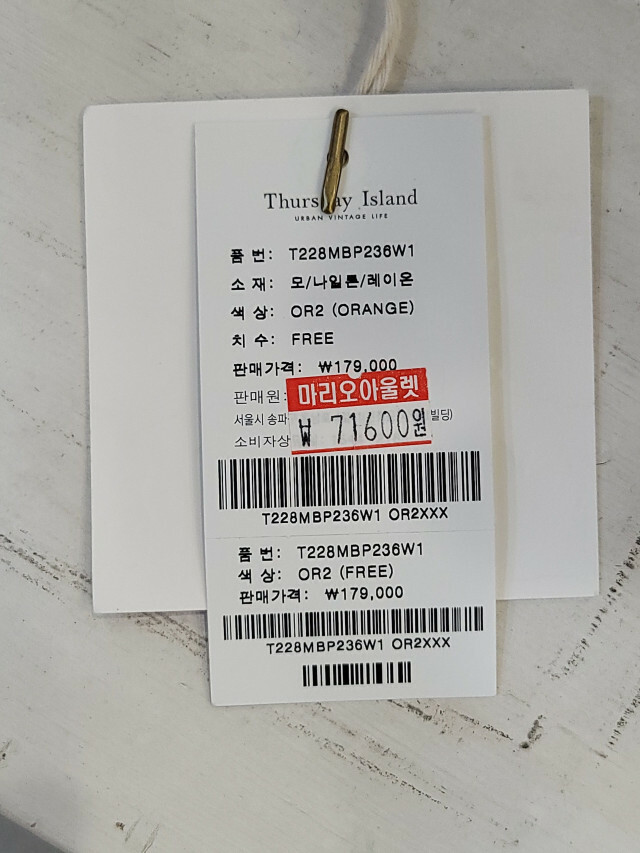 Thursday Island
URBAN VINTAGE LIFE
품 번: T228MBP236W1
소 재: 모/나일론/레이온
색 상: OR2 (ORANGE)
치 수: FREE
판매가격: ₩179,000
판매원: 마리오아울렛
서울시 송파 ₩ 71600원 빌딩)
소비자상
T228MBP236W1 OR2XXX
품 번: T228MBP236W1
색 상: OR2 (FREE)
판매가격: ₩179,000
T228MBP236W1 OR2XXX